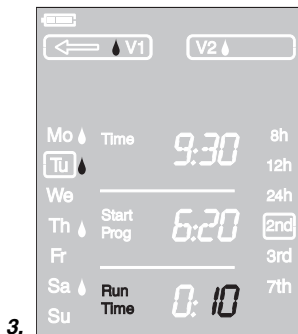 V1 V2
Mo Time 9:30 8h
Tu 12h
We 24h
Th Start Prog 6:20 2nd
Fr 3rd
Sa Run Time 0:10 7th
Su
3.